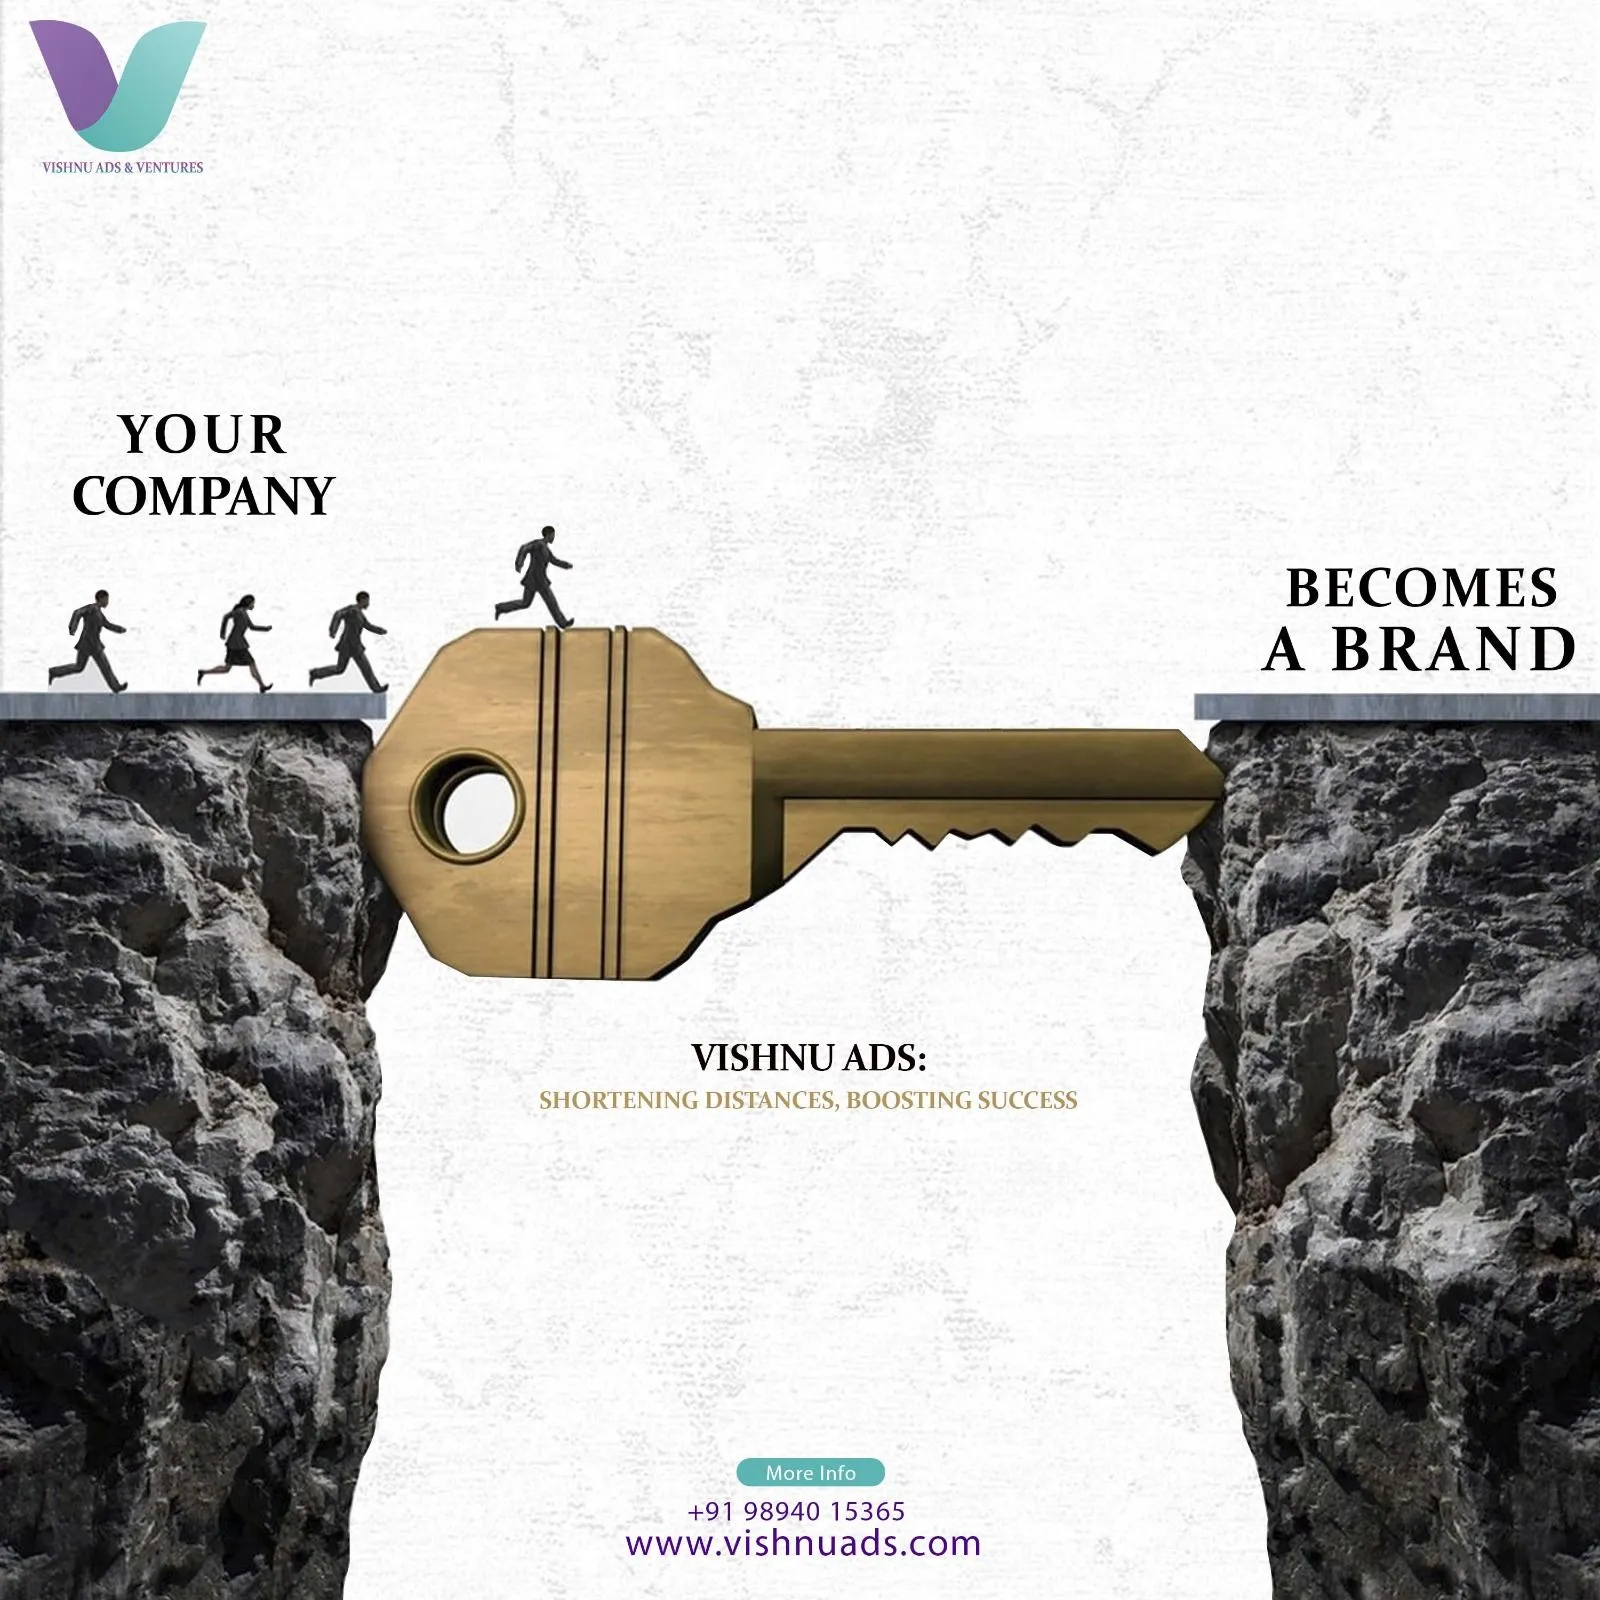 VISHNU ADS & VENTURES
YOUR
COMPANY
BECOMES
A BRAND
VISHNU ADS:
SHORTENING DISTANCES, BOOSTING SUCCESS
More Info
+91 98940 15365
www.vishnuads.com